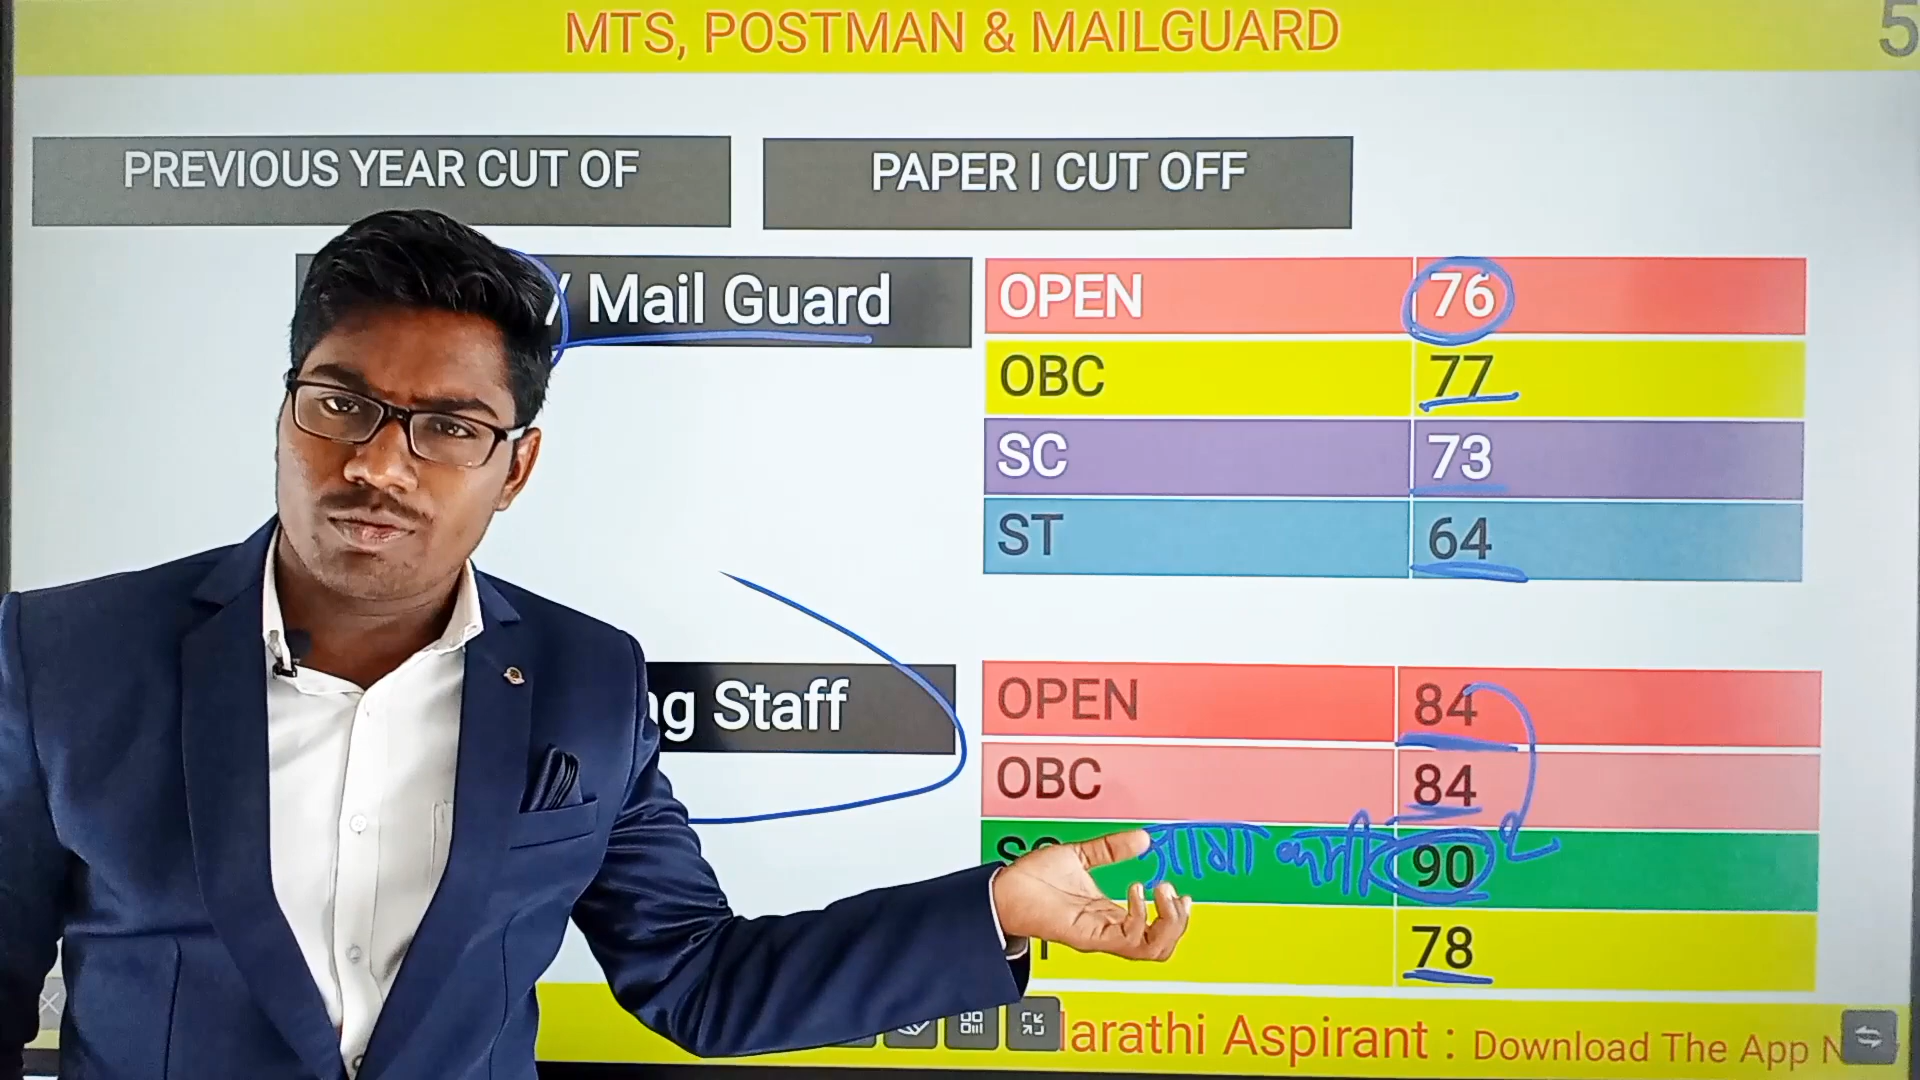 MTS, POSTMAN & MAILGUARD
5
PREVIOUS YEAR CUT OF
PAPER I CUT OFF
/ Mail Guard
OPEN 76
OBC 77
SC 73
ST 64
Staff
OPEN 84
OBC 84
90
78
Aspirant : Download The App